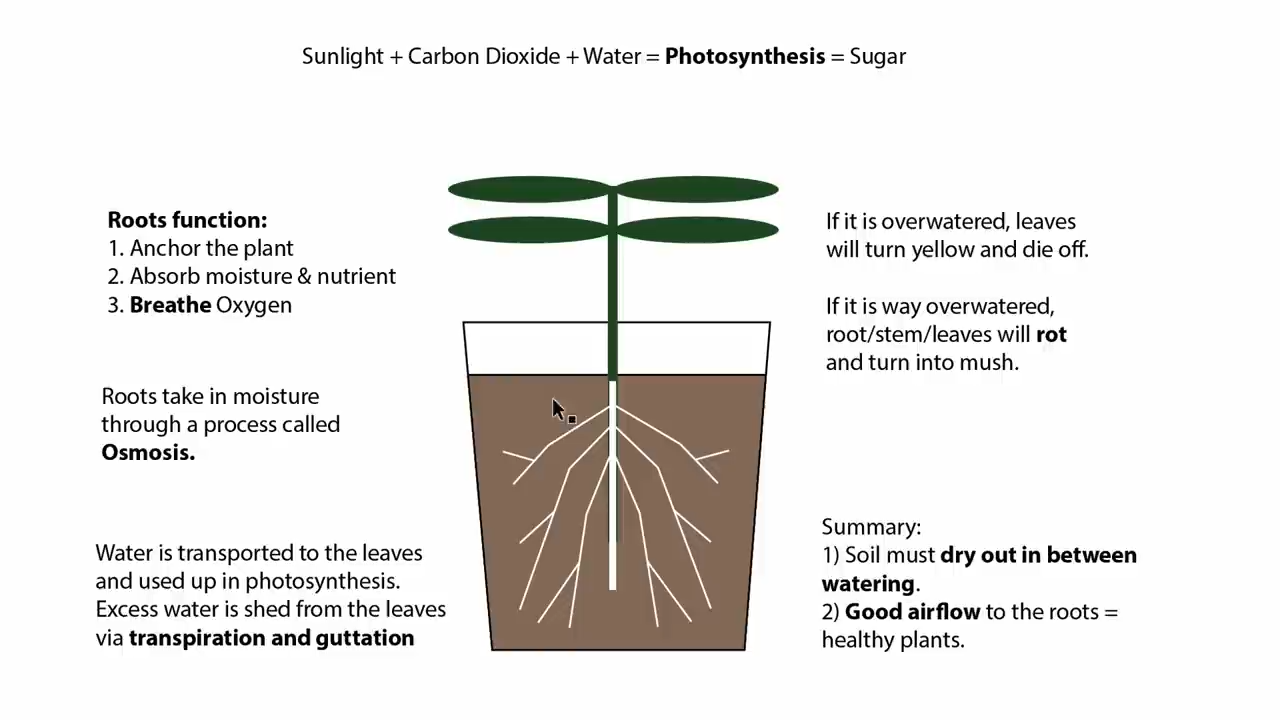 Sunlight + Carbon Dioxide + Water = Photosynthesis = Sugar
Roots function:
1. Anchor the plant
2. Absorb moisture & nutrient
3. Breathe Oxygen
Roots take in moisture
through a process called
Osmosis.
Water is transported to the leaves
and used up in photosynthesis.
Excess water is shed from the leaves
via transpiration and guttation
If it is overwatered, leaves
will turn yellow and die off.
If it is way overwatered,
root/stem/leaves will rot
and turn into mush.
Summary:
1) Soil must dry out in between
watering.
2) Good airflow to the roots =
healthy plants.